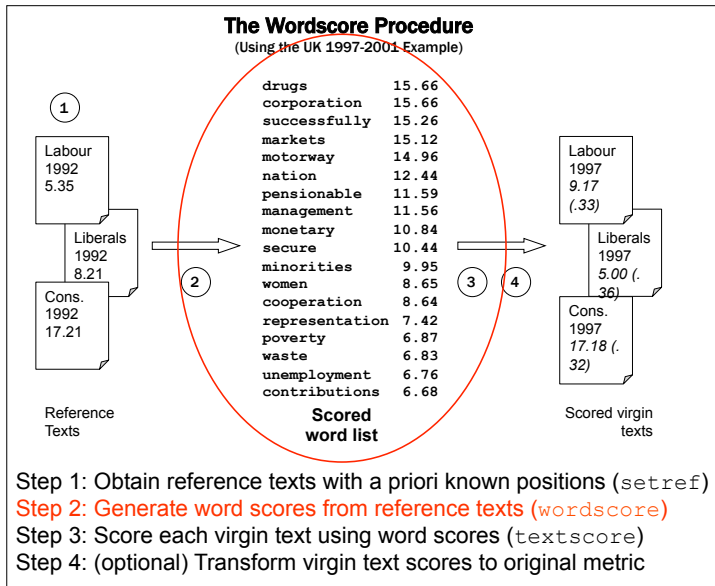 The Wordscore Procedure
(Using the UK 1997-2001 Example)
1
Labour
1992
5.35
Liberals
1992
8.21
Cons.
1992
17.21
Reference
Texts
2
drugs 15.66
corporation 15.66
successfully 15.26
markets 15.12
motorway 14.96
nation 12.44
pensionable 11.59
management 11.56
monetary 10.84
secure 10.44
minorities 9.95
women 8.65
cooperation 8.64
representation 7.42
poverty 6.87
waste 6.83
unemployment 6.76
contributions 6.68
Scored
word list
3
4
Labour
1997
9.17
(.33)
Liberals
1997
5.00 (.
36)
Cons.
1997
17.18 (.
32)
Scored virgin
texts
Step 1: Obtain reference texts with a priori known positions (setref)
Step 2: Generate word scores from reference texts (wordscore)
Step 3: Score each virgin text using word scores (textscore)
Step 4: (optional) Transform virgin text scores to original metric